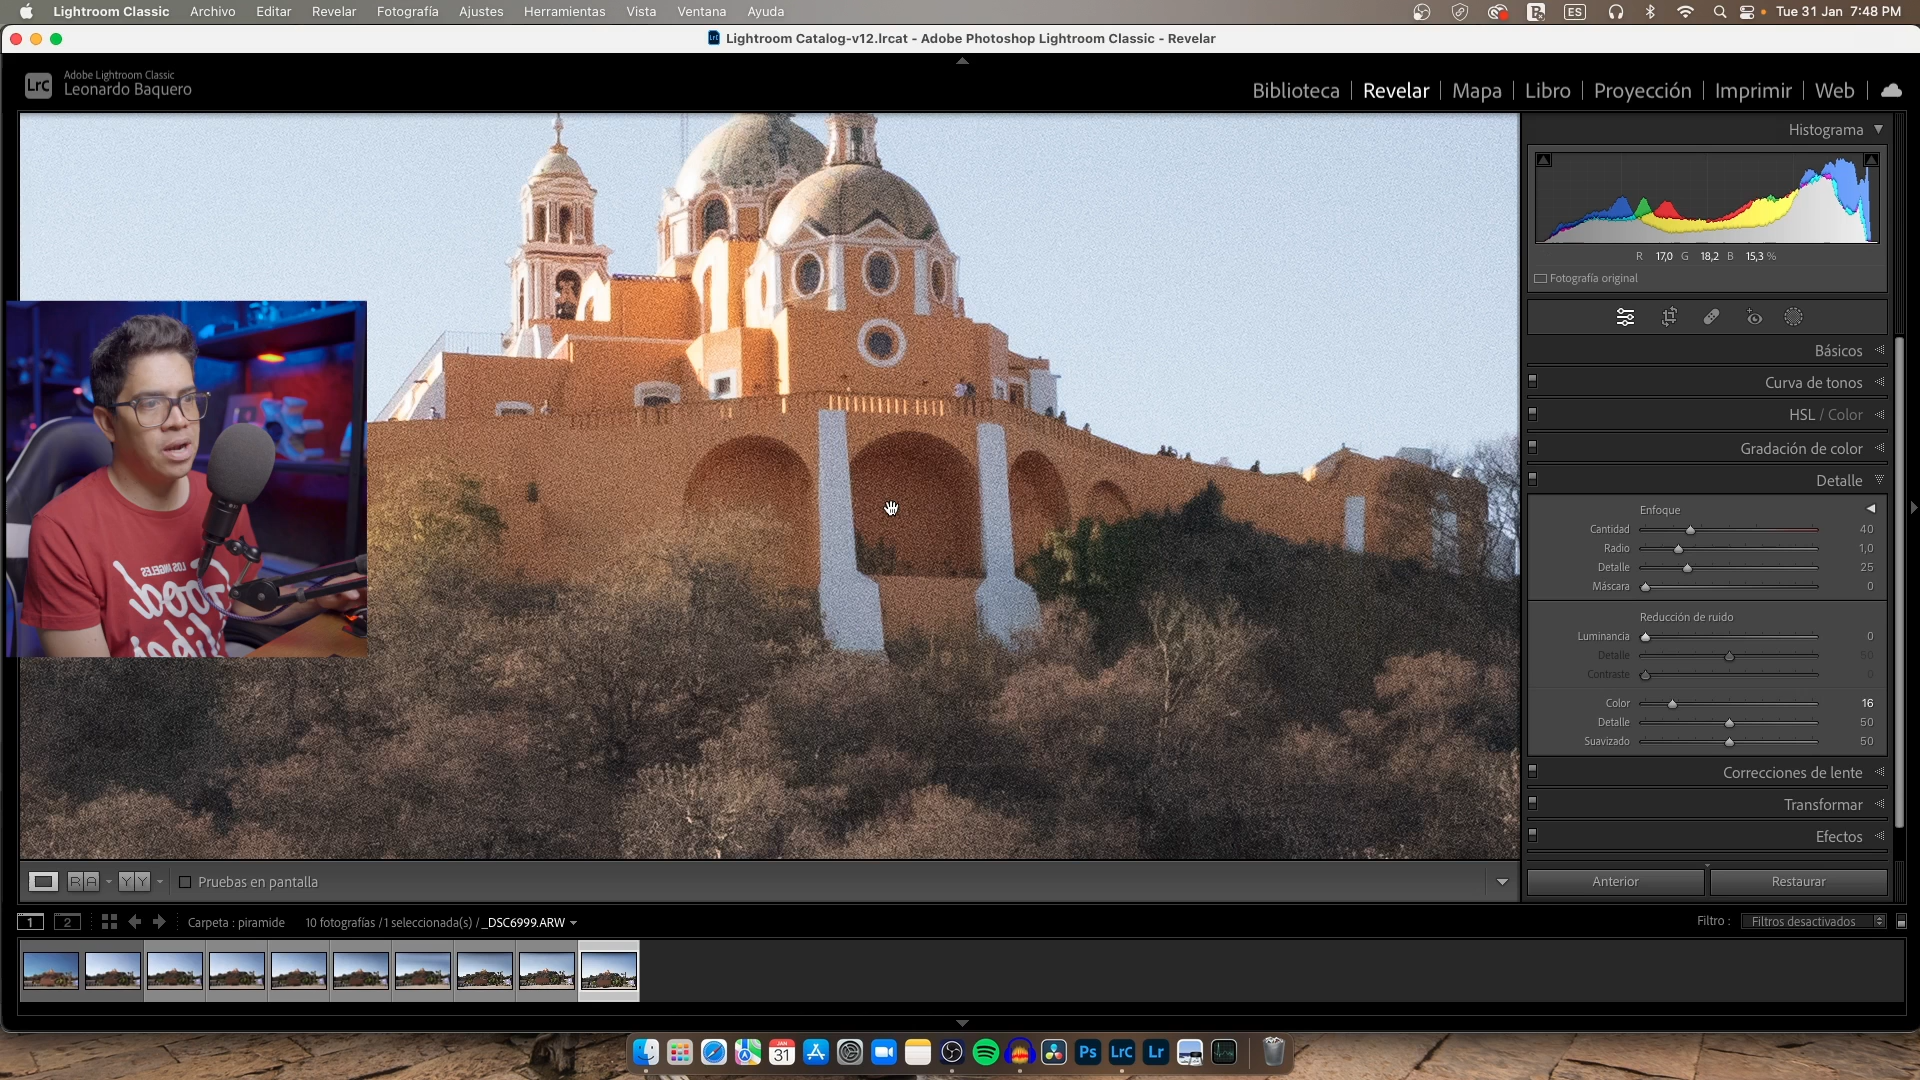 Lightroom Classic Archivo Editar Revelar Fotografía Ajustes Herramientas Vista Ventana Ayuda ES Tue 31 Jan 7:48 PM
Lightroom Catalog-v12.lrcat - Adobe Photoshop Lightroom Classic - Revelar
Lrc
Adobe Lightroom Classic
Leonardo Baquero
Biblioteca | Revelar | Mapa | Libro | Proyección | Imprimir | Web
Histograma
R 17,0 G 18,2 B 15,3 %
Fotografía original
Básicos
Curva de tonos
HSL / Color
Gradación de color
Detalle
Enfoque
Cantidad 40
Radio 1,0
Detalle 25
Máscara 0
Reducción de ruido
Luminancia 0
Detalle 50
Contraste 0
Color 16
Detalle 50
Suavizado 50
Correcciones de lente
Transformar
Efectos
Anterior Restaurar
LOS ANGELES
R A Y Y Pruebas en pantalla
1 2 Carpeta : piramide 10 fotografías /1 seleccionada(s) /_DSC6999.ARW
Filtro : Filtros desactivados
JAN
31
Ps LrC Lr